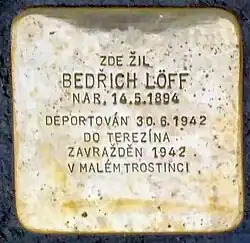 ZDE ŽIL
BEDŘICH LÖFF
NAR. 14.5.1894
DEPORTOVÁN 30.6.1942
DO TEREZÍNA
ZAVRAŽDĚN 1942
V MALÉM TROSTINCI